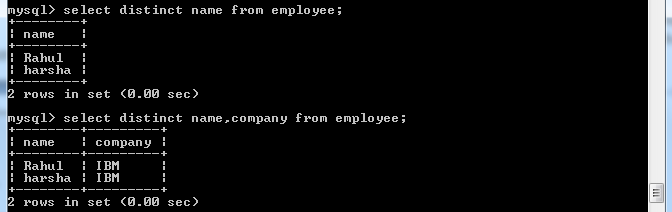 mysql> select distinct name from employee;
+--------+
| name   |
+--------+
| Rahul  |
| harsha |
+--------+
2 rows in set (0.00 sec)
mysql> select distinct name,company from employee;
+--------+---------+
| name   | company |
+--------+---------+
| Rahul  | IBM     |
| harsha | IBM     |
+--------+---------+
2 rows in set (0.00 sec)